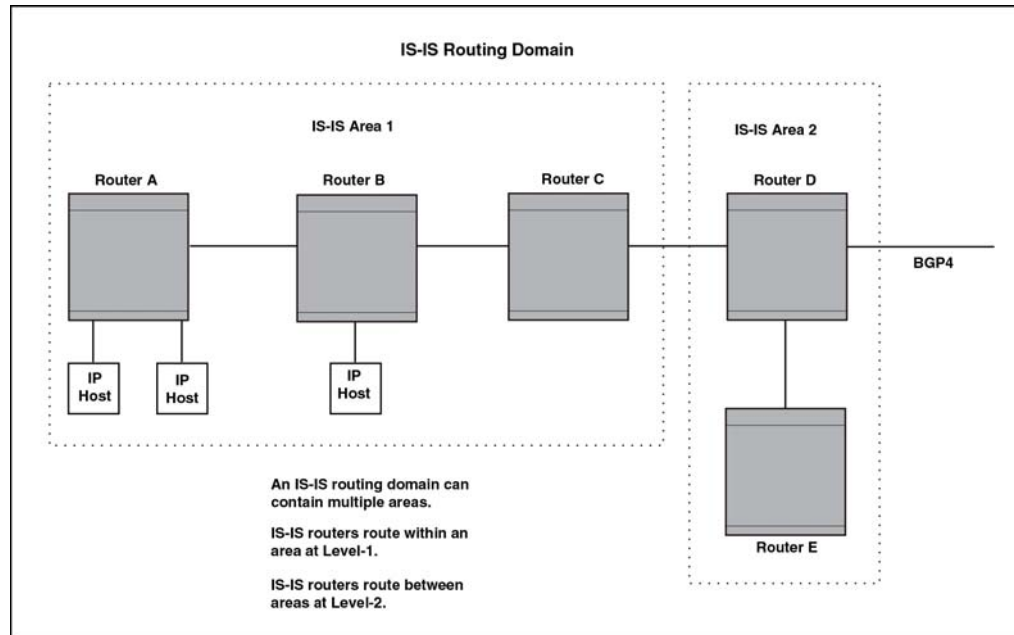 IS-IS Routing Domain
IS-IS Area 1
IS-IS Area 2
Router A
Router B
Router C
Router D
BGP4
IP
Host
IP
Host
IP
Host
Router E
An IS-IS routing domain can
contain multiple areas.
IS-IS routers route within an
area at Level-1.
IS-IS routers route between
areas at Level-2.